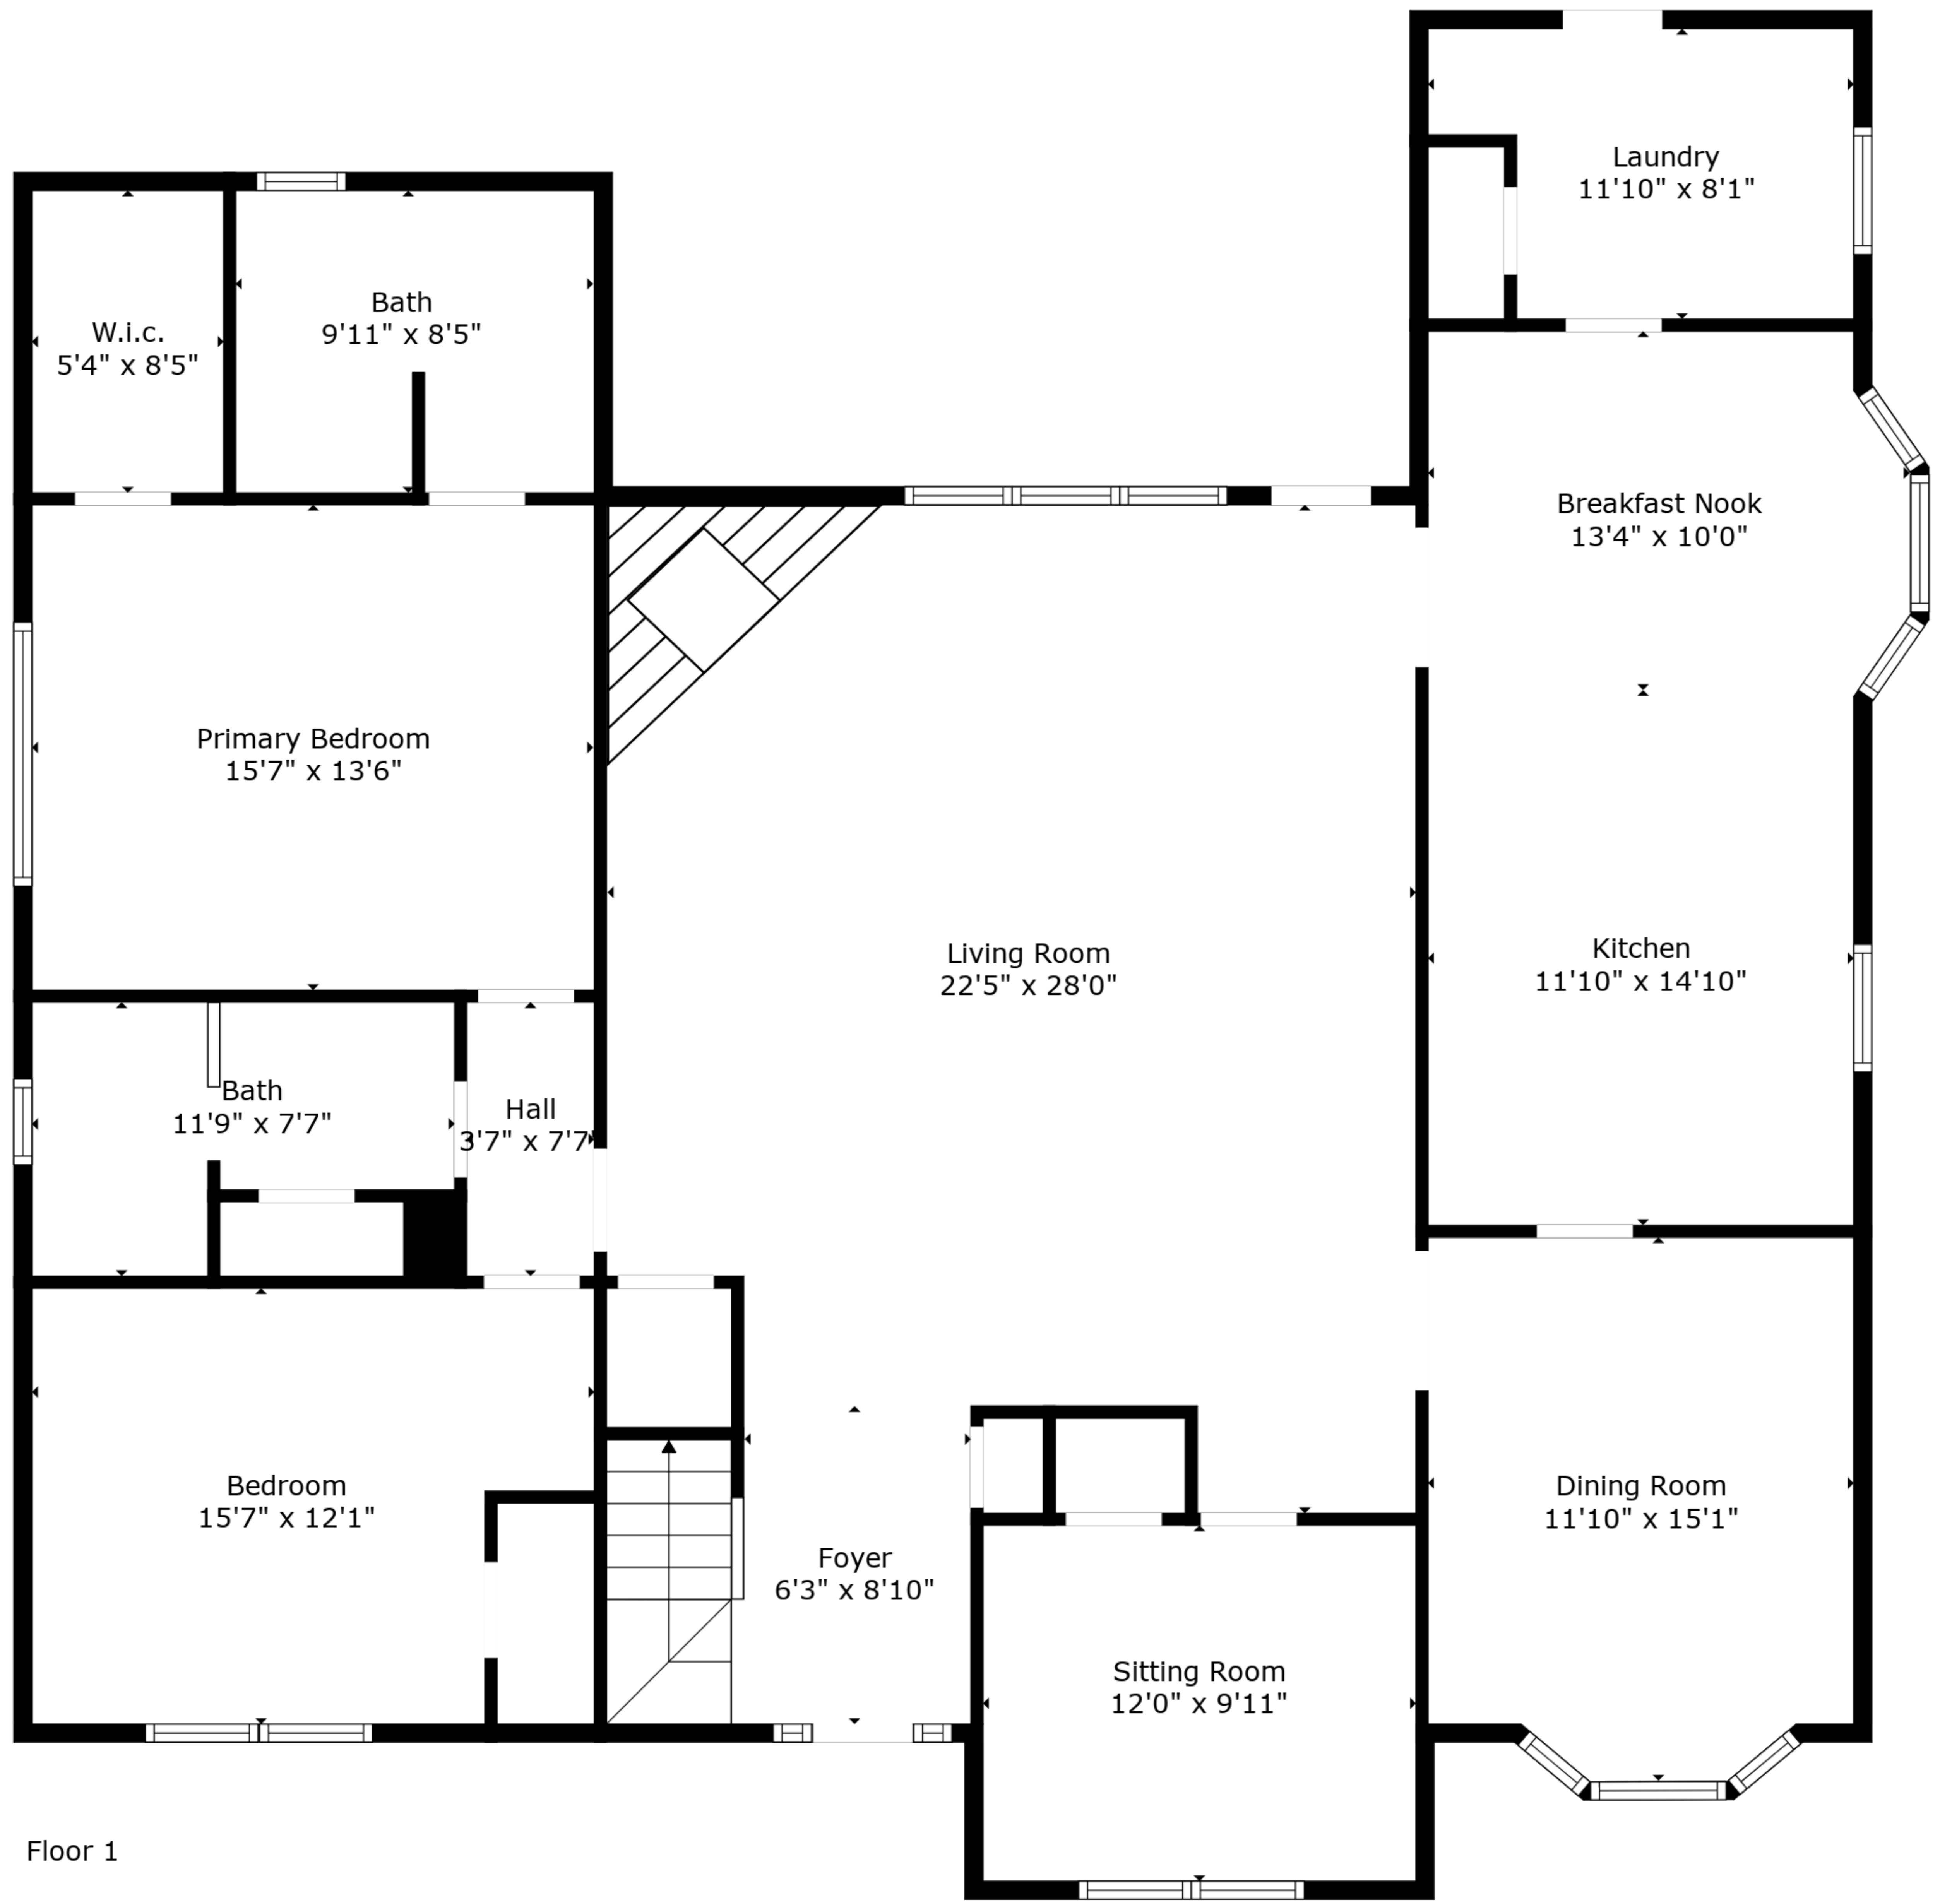 Laundry
11'10" x 8'1"
Bath
9'11" x 8'5"
W.i.c.
5'4" x 8'5"
Breakfast Nook
13'4" x 10'0"
Primary Bedroom
15'7" x 13'6"
Living Room
22'5" x 28'0"
Kitchen
11'10" x 14'10"
Bath
11'9" x 7'7"
Hall
3'7" x 7'7"
Bedroom
15'7" x 12'1"
Dining Room
11'10" x 15'1"
Foyer
6'3" x 8'10"
Sitting Room
12'0" x 9'11"
Floor 1